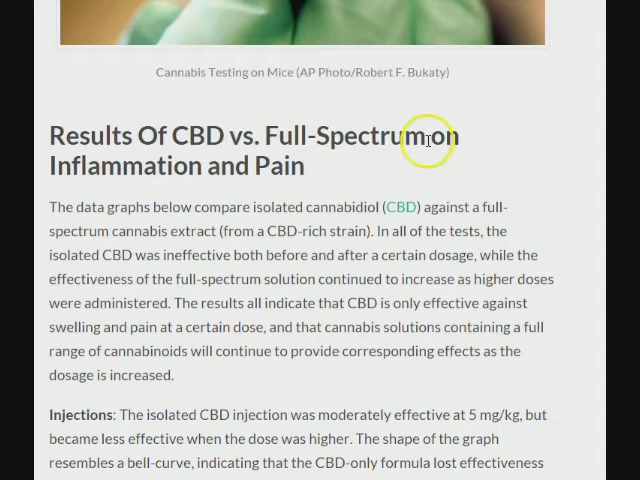 Cannabis Testing on Mice (AP Photo/Robert F. Bukaty)
Results Of CBD vs. Full-Spectrum on
Inflammation and Pain
The data graphs below compare isolated cannabidiol (CBD) against a full-
spectrum cannabis extract (from a CBD-rich strain). In all of the tests, the
isolated CBD was ineffective both before and after a certain dosage, while the
effectiveness of the full-spectrum solution continued to increase as higher doses
were administered. The results all indicate that CBD is only effective against
swelling and pain at a certain dose, and that cannabis solutions containing a full
range of cannabinoids will continue to provide corresponding effects as the
dosage is increased.
Injections: The isolated CBD injection was moderately effective at 5 mg/kg, but
became less effective when the dose was higher. The shape of the graph
resembles a bell-curve, indicating that the CBD-only formula lost effectiveness